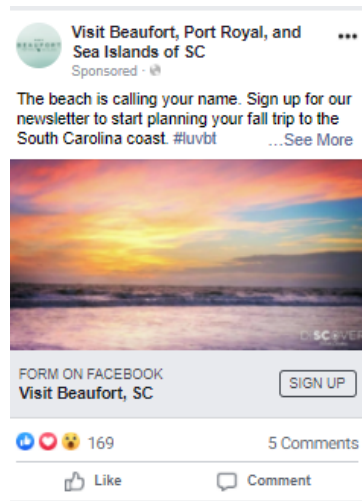 BEAUFORT
Visit Beaufort, Port Royal, and
Sea Islands of SC
Sponsored ·
The beach is calling your name. Sign up for our
newsletter to start planning your fall trip to the
South Carolina coast. #luvbt ...See More
DISCOVER
FORM ON FACEBOOK
Visit Beaufort, SC
SIGN UP
169 5 Comments
Like Comment